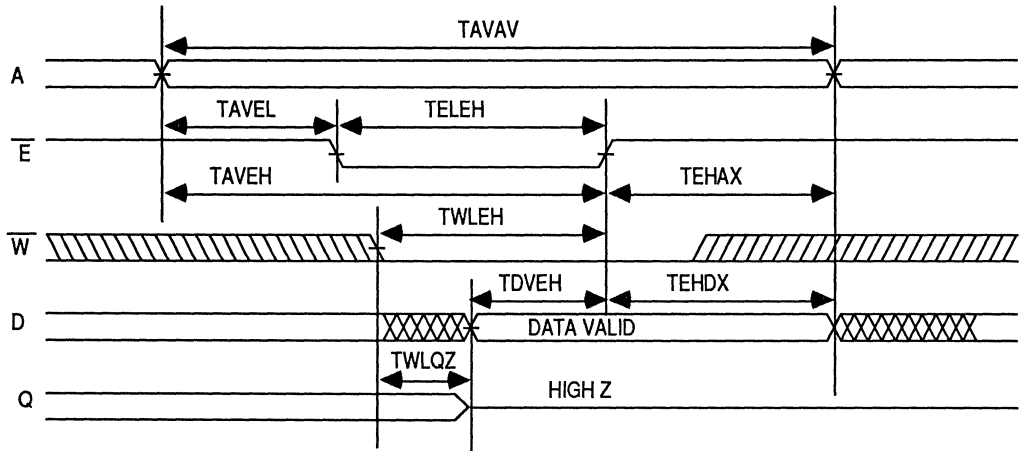 TAVAV
A
TAVEL TELEH
E
TAVEH TEHAX
TWLEH
W
TDVEH TEHDX
D DATA VALID
TWLQZ
Q HIGH Z